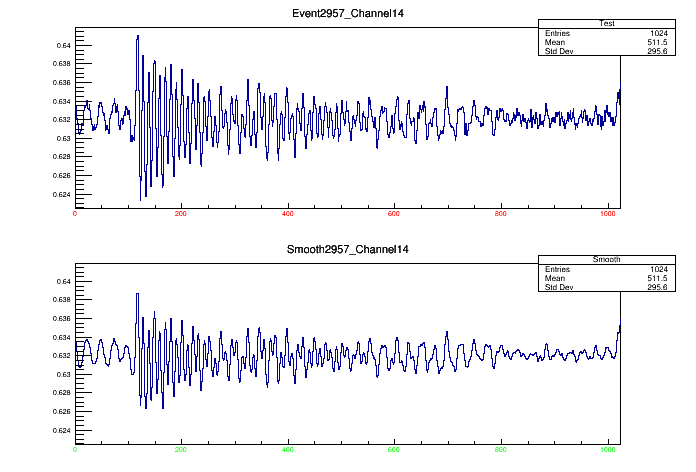 Event2957_Channel14
Test
Entries 1024
Mean 511.5
Std Dev 295.6
0.64
0.638
0.636
0.634
0.632
0.63
0.628
0.626
0.624
0 200 400 600 800 1000
Smooth2957_Channel14
Smooth
Entries 1024
Mean 511.5
Std Dev 295.6
0.64
0.638
0.636
0.634
0.632
0.63
0.628
0.626
0.624
0 200 400 600 800 1000